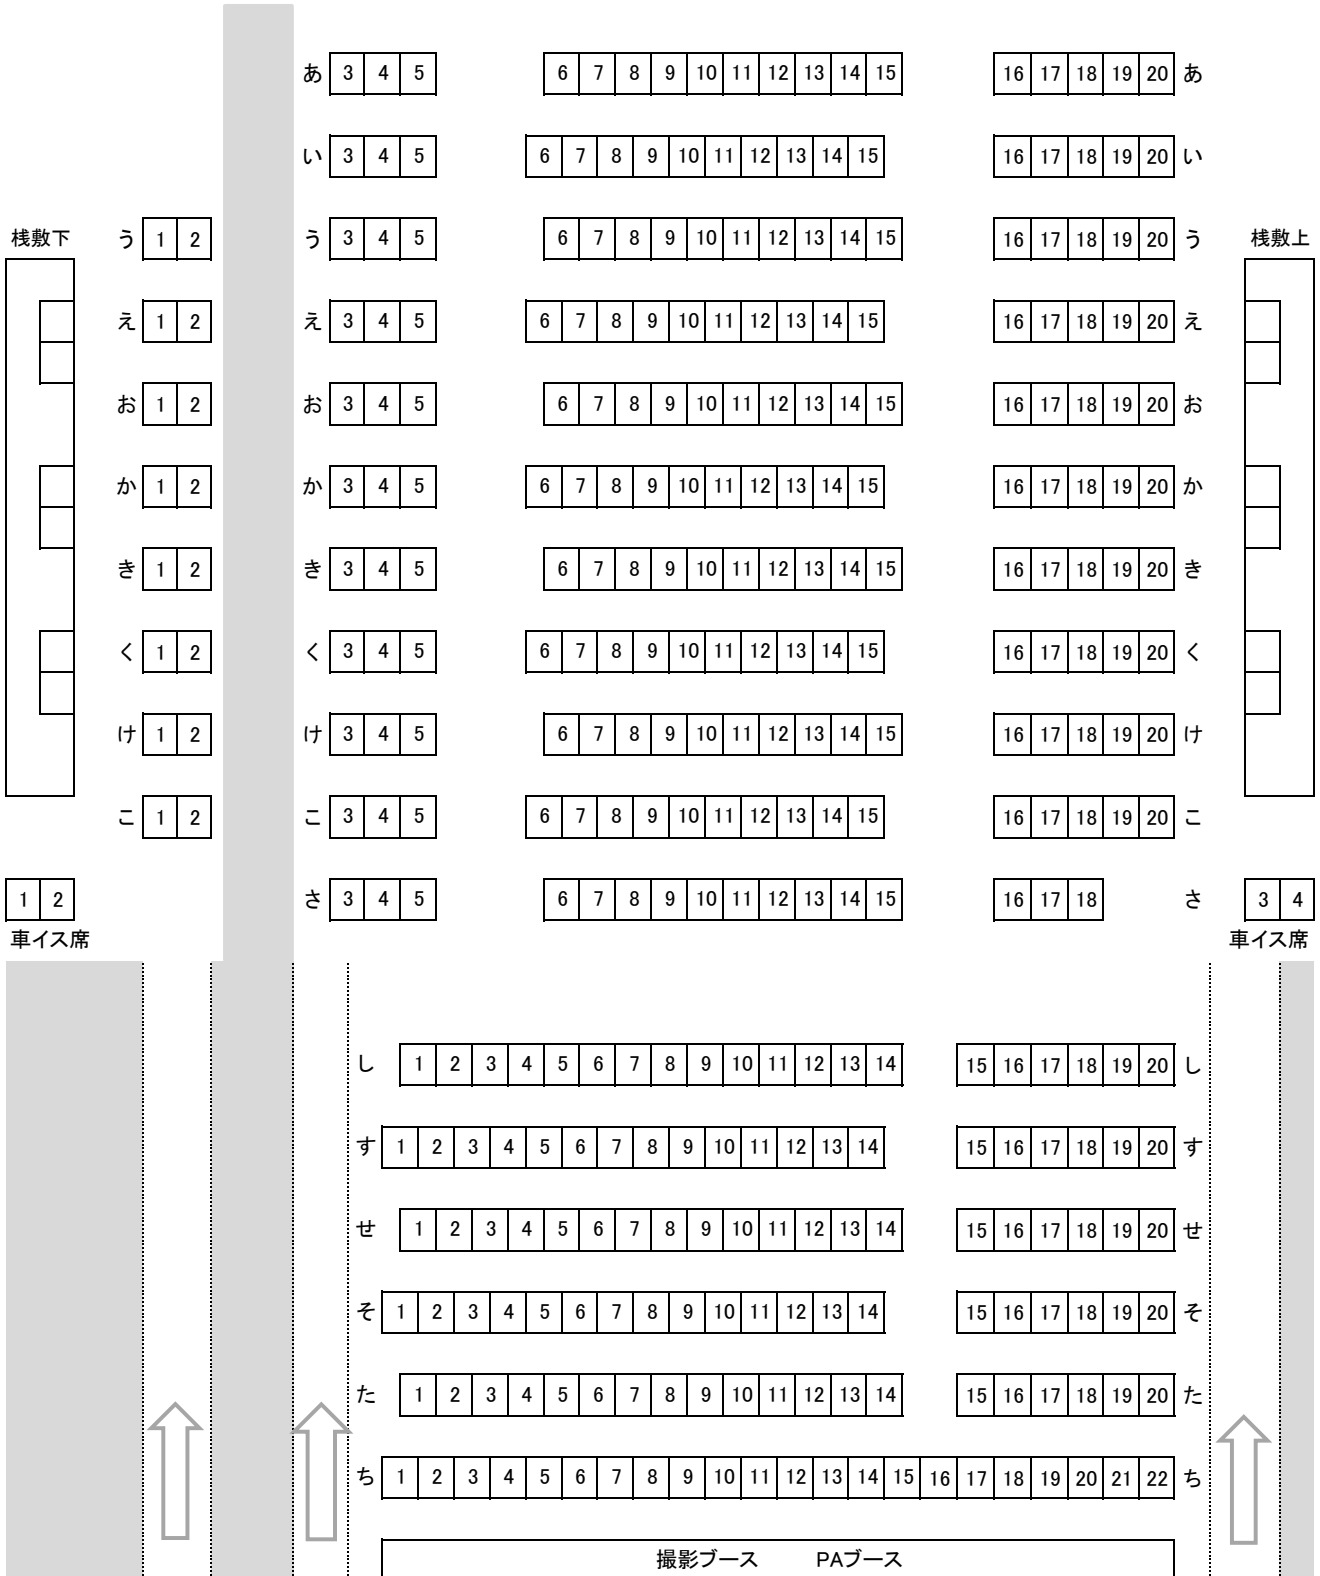 あ 3 4 5 6 7 8 9 10 11 12 13 14 15 16 17 18 19 20 あ
い 3 4 5 6 7 8 9 10 11 12 13 14 15 16 17 18 19 20 い
桟敷下 う 1 2 う 3 4 5 6 7 8 9 10 11 12 13 14 15 16 17 18 19 20 う 桟敷上
え 1 2 え 3 4 5 6 7 8 9 10 11 12 13 14 15 16 17 18 19 20 え
お 1 2 お 3 4 5 6 7 8 9 10 11 12 13 14 15 16 17 18 19 20 お
か 1 2 か 3 4 5 6 7 8 9 10 11 12 13 14 15 16 17 18 19 20 か
き 1 2 き 3 4 5 6 7 8 9 10 11 12 13 14 15 16 17 18 19 20 き
く 1 2 く 3 4 5 6 7 8 9 10 11 12 13 14 15 16 17 18 19 20 く
け 1 2 け 3 4 5 6 7 8 9 10 11 12 13 14 15 16 17 18 19 20 け
こ 1 2 こ 3 4 5 6 7 8 9 10 11 12 13 14 15 16 17 18 19 20 こ
1 2 さ 3 4 5 6 7 8 9 10 11 12 13 14 15 16 17 18 さ 3 4
車イス席 車イス席
し 1 2 3 4 5 6 7 8 9 10 11 12 13 14 15 16 17 18 19 20 し
す 1 2 3 4 5 6 7 8 9 10 11 12 13 14 15 16 17 18 19 20 す
せ 1 2 3 4 5 6 7 8 9 10 11 12 13 14 15 16 17 18 19 20 せ
そ 1 2 3 4 5 6 7 8 9 10 11 12 13 14 15 16 17 18 19 20 そ
た 1 2 3 4 5 6 7 8 9 10 11 12 13 14 15 16 17 18 19 20 た
ち 1 2 3 4 5 6 7 8 9 10 11 12 13 14 15 16 17 18 19 20 21 22 ち
撮影ブース PAブース